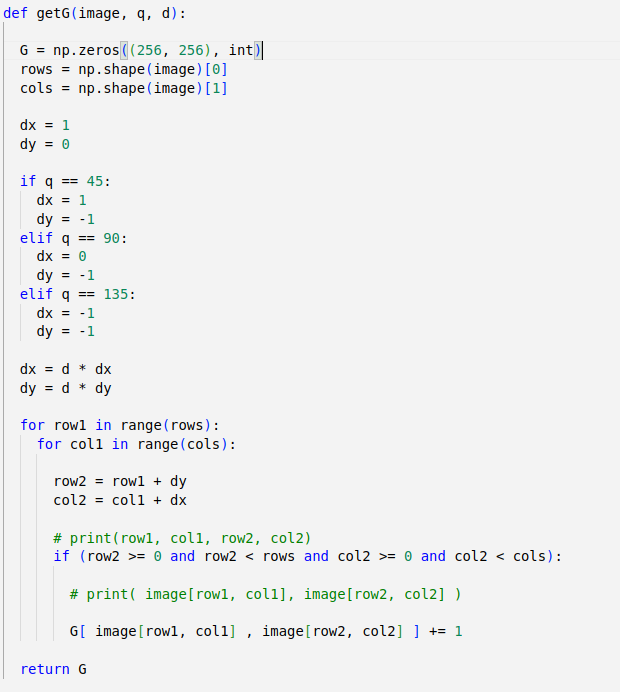 def getG(image, q, d):
G = np.zeros((256, 256), int)
rows = np.shape(image)[0]
cols = np.shape(image)[1]
dx = 1
dy = 0
if q == 45:
dx = 1
dy = -1
elif q == 90:
dx = 0
dy = -1
elif q == 135:
dx = -1
dy = -1
dx = d * dx
dy = d * dy
for row1 in range(rows):
for col1 in range(cols):
row2 = row1 + dy
col2 = col1 + dx
# print(row1, col1, row2, col2)
if (row2 >= 0 and row2 < rows and col2 >= 0 and col2 < cols):
# print( image[row1, col1], image[row2, col2] )
G[ image[row1, col1] , image[row2, col2] ] += 1
return G